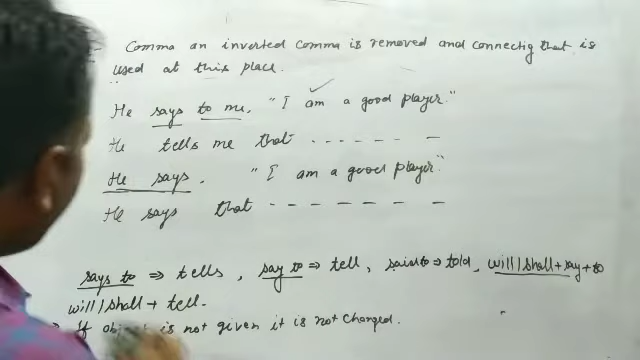 Comma an inverted comma is removed and connectig that is
used at this place.
He says to me, "I am a good player."
He tells me that ------ -
He says, "I am a good player."
He says that - - - - - - -
says to ⇒ tells, say to ⇒ tell, said to ⇒ told, will/shall+say+to
will/shall + tell.
If is not given it is not changed.